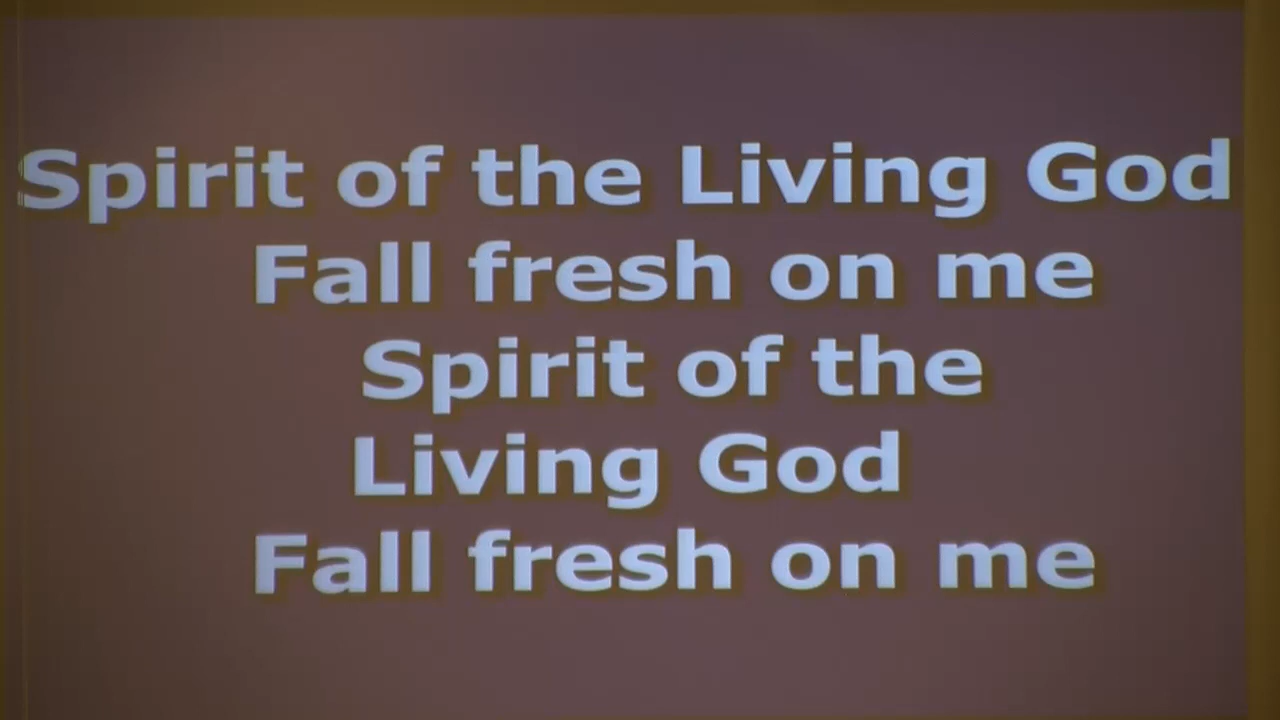 Spirit of the Living God
Fall fresh on me
Spirit of the
Living God
Fall fresh on me